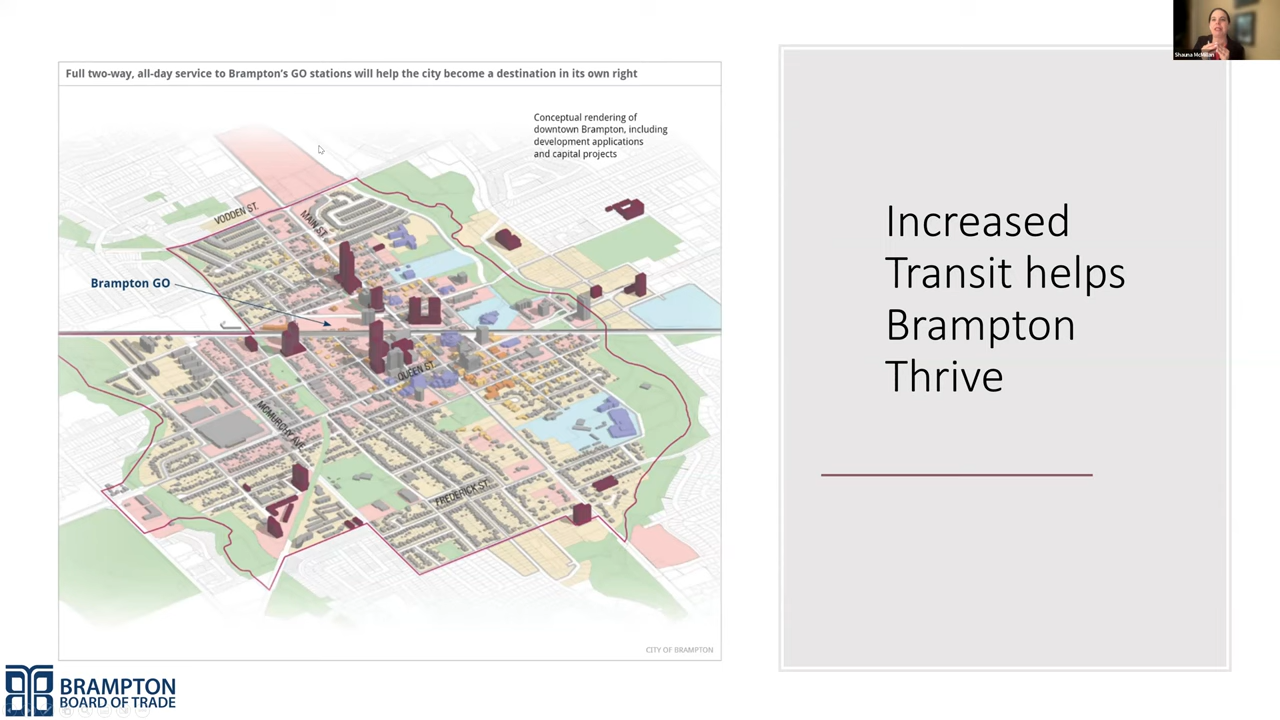 Shauna McMillan
Full two-way, all-day service to Brampton's GO stations will help the city become a destination in its own right
Conceptual rendering of
downtown Brampton, including
development applications
and capital projects
VODDEN ST.
MAIN ST.
Brampton GO
QUEEN ST.
MCMURCHY AVE.
FREDERICK ST.
CITY OF BRAMPTON
Increased
Transit helps
Brampton
Thrive
BRAMPTON
BOARD OF TRADE